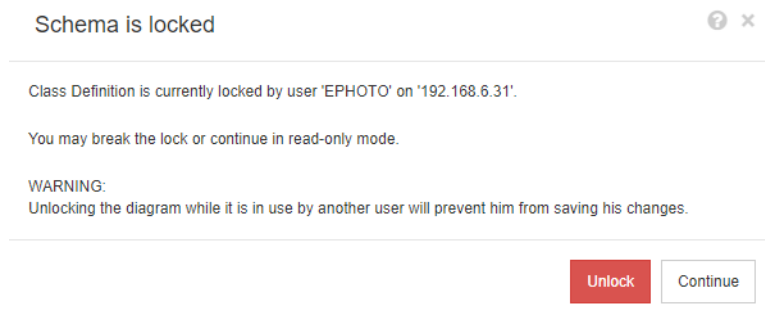 Schema is locked
Class Definition is currently locked by user 'EPHOTO' on '192.168.6.31'.
You may break the lock or continue in read-only mode.
WARNING:
Unlocking the diagram while it is in use by another user will prevent him from saving his changes.
Unlock Continue